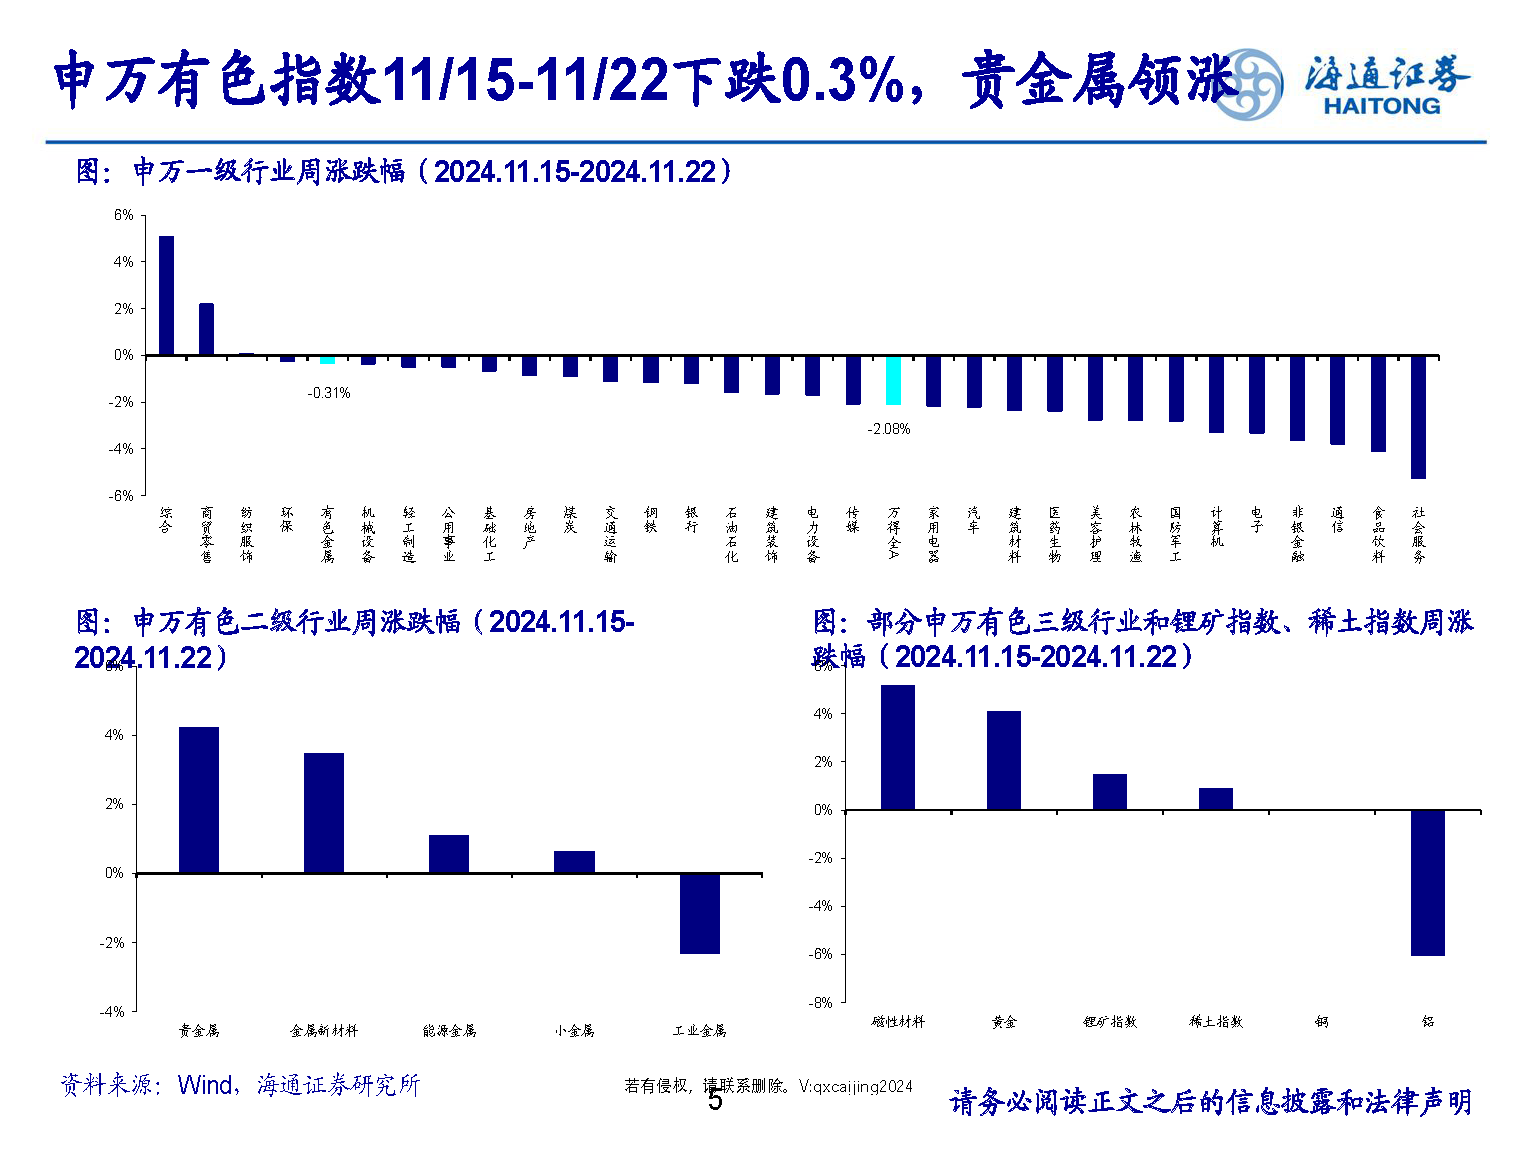 申万有色指数11/15-11/22下跌0.3%，贵金属领涨
海通证券
HAITONG
图：申万一级行业周涨跌幅（2024.11.15-2024.11.22）
6%
4%
2%
0%
-2%
-4%
-6%
-0.31%
-2.08%
综合
商贸零售
纺织服饰
环保
有色金属
机械设备
轻工制造
公用事业
基础化工
房地产
煤炭
交通运输
钢铁
银行
石油石化
建筑装饰
电力设备
传媒
万得全A
家用电器
汽车
建筑材料
医药生物
美容护理
农林牧渔
国防军工
计算机
电子
非银金融
通信
食品饮料
社会服务
图：申万有色二级行业周涨跌幅（2024.11.15-
2024.11.22）
6%
4%
2%
0%
-2%
-4%
贵金属
金属新材料
能源金属
小金属
工业金属
图：部分申万有色三级行业和锂矿指数、稀土指数周涨
跌幅（2024.11.15-2024.11.22）
6%
4%
2%
0%
-2%
-4%
-6%
-8%
磁性材料
黄金
锂矿指数
稀土指数
铜
铝
资料来源：Wind，海通证券研究所
若有侵权，请联系删除。V:qxcaijing2024
5
请务必阅读正文之后的信息披露和法律声明